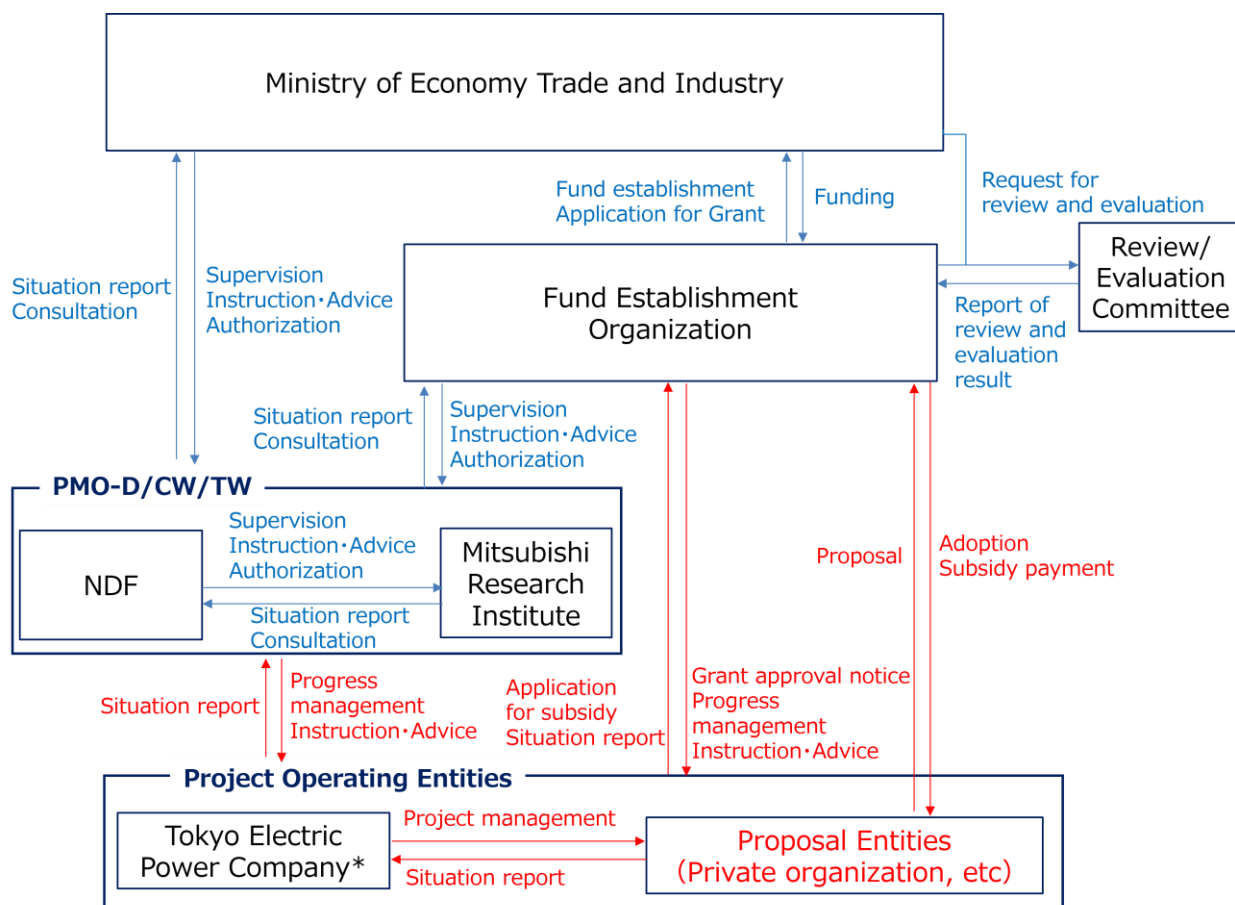 Ministry of Economy Trade and Industry
Fund establishment
Application for Grant
Funding
Request for
review and evaluation
Situation report
Consultation
Supervision
Instruction・Advice
Authorization
Fund Establishment
Organization
Review/
Evaluation
Committee
Report of
review and
evaluation
result
Situation report
Consultation
Supervision
Instruction・Advice
Authorization
PMO-D/CW/TW
NDF
Supervision
Instruction・Advice
Authorization
Situation report
Consultation
Mitsubishi
Research
Institute
Proposal
Adoption
Subsidy payment
Situation report
Progress
management
Instruction・Advice
Application
for subsidy
Situation report
Grant approval notice
Progress
management
Instruction・Advice
Project Operating Entities
Tokyo Electric
Power Company*
Project management
Situation report
Proposal Entities
(Private organization, etc)